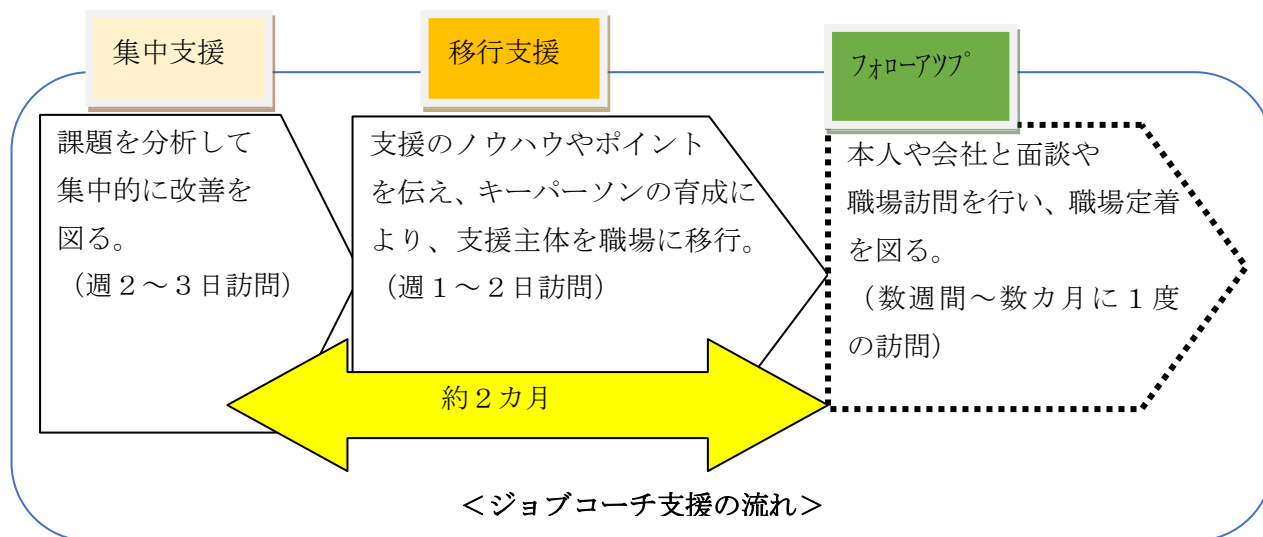 集中支援
課題を分析して
集中的に改善を
図る。
（週２～３日訪問）
移行支援
支援のノウハウやポイント
を伝え、キーパーソンの育成に
より、支援主体を職場に移行。
（週１～２日訪問）
ﾌｫﾛｰｱﾂﾌﾟ
本人や会社と面談や
職場訪問を行い、職場定着
を図る。
（数週間～数カ月に１度
の訪問）
約２カ月
＜ジョブコーチ支援の流れ＞